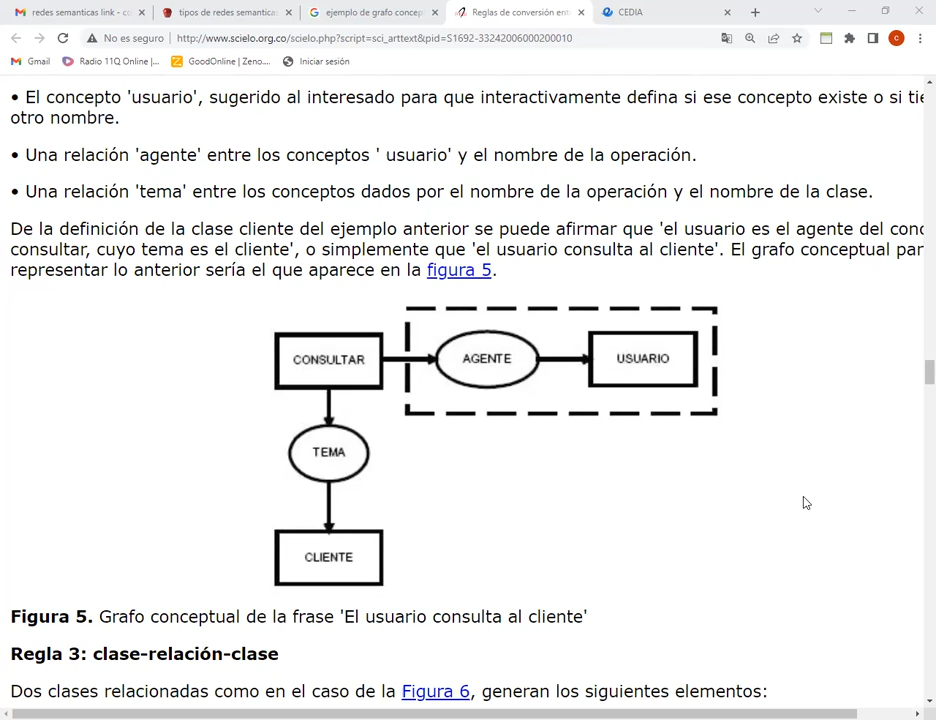 redes semanticas link - co
tipos de redes semanticas
ejemplo de grafo concep
Reglas de conversión ent
CEDIA
No es seguro
http://www.scielo.org.co/scielo.php?script=sci_arttext&pid=S1692-33242006000200010
C
Gmail
Radio 11Q Online |...
GoodOnline | Zeno....
Iniciar sesión
• El concepto 'usuario', sugerido al interesado para que interactivamente defina si ese concepto existe o si tie
otro nombre.
• Una relación 'agente' entre los conceptos ' usuario' y el nombre de la operación.
• Una relación 'tema' entre los conceptos dados por el nombre de la operación y el nombre de la clase.
De la definición de la clase cliente del ejemplo anterior se puede afirmar que 'el usuario es el agente del conc
consultar, cuyo tema es el cliente', o simplemente que 'el usuario consulta al cliente'. El grafo conceptual par
representar lo anterior sería el que aparece en la figura 5.
CONSULTAR
AGENTE
USUARIO
TEMA
CLIENTE
Figura 5. Grafo conceptual de la frase 'El usuario consulta al cliente'
Regla 3: clase-relación-clase
Dos clases relacionadas como en el caso de la Figura 6, generan los siguientes elementos: